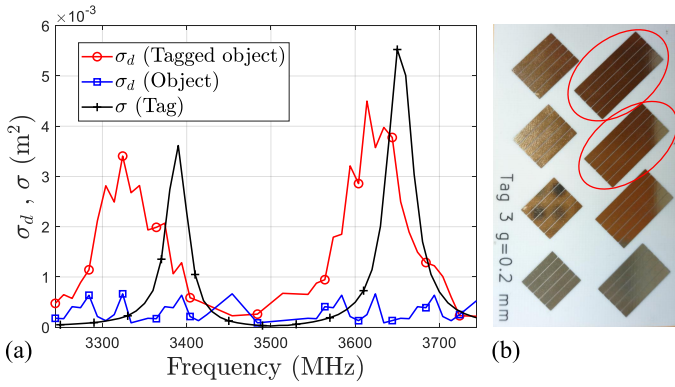 6 ×10⁻³
5
4
3
2
1
0
σ_d , σ (m²)
σ_d (Tagged object)
σ_d (Object)
σ (Tag)
3300 3400 3500 3600 3700
Frequency (MHz)
(a)
Tag 3 g=0.2 mm
(b)